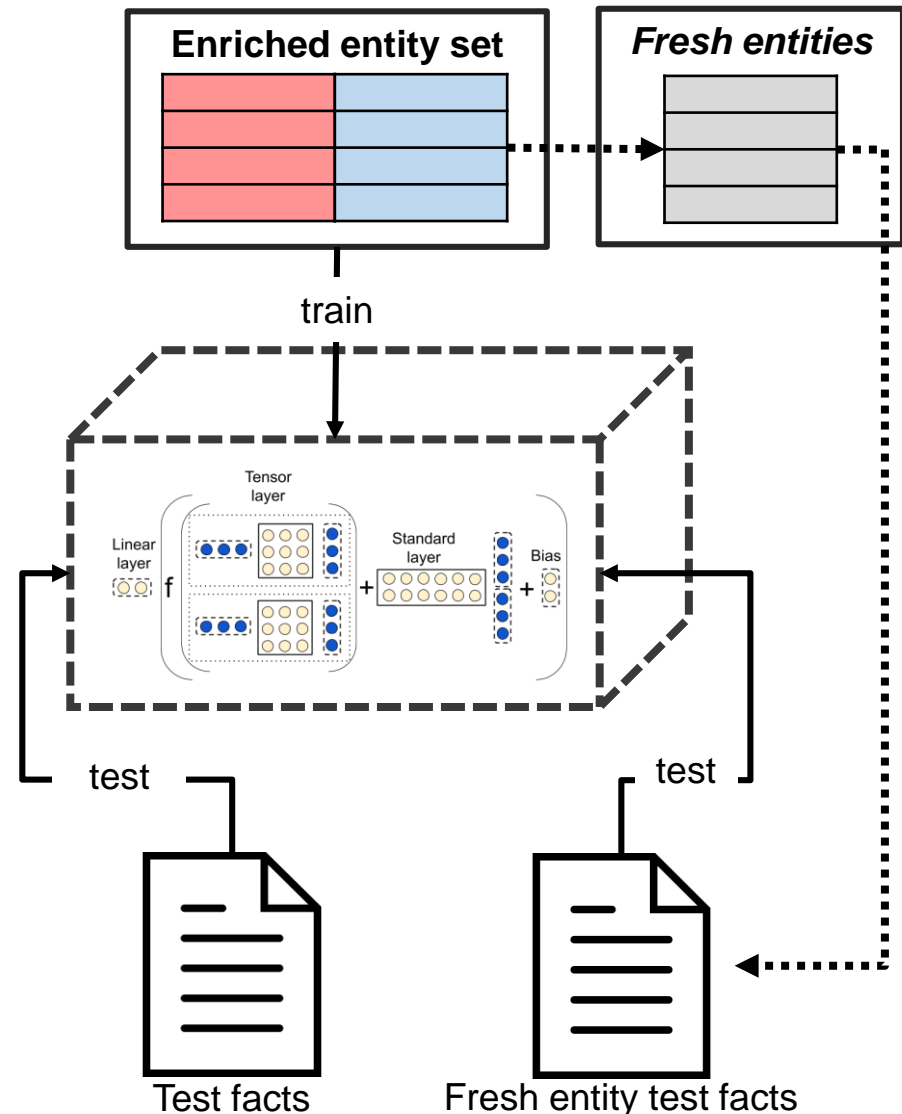 Enriched entity set
Fresh entities
train
Tensor
layer
Linear
layer
f
+
Standard
layer
+
Bias
test
test
Test facts
Fresh entity test facts